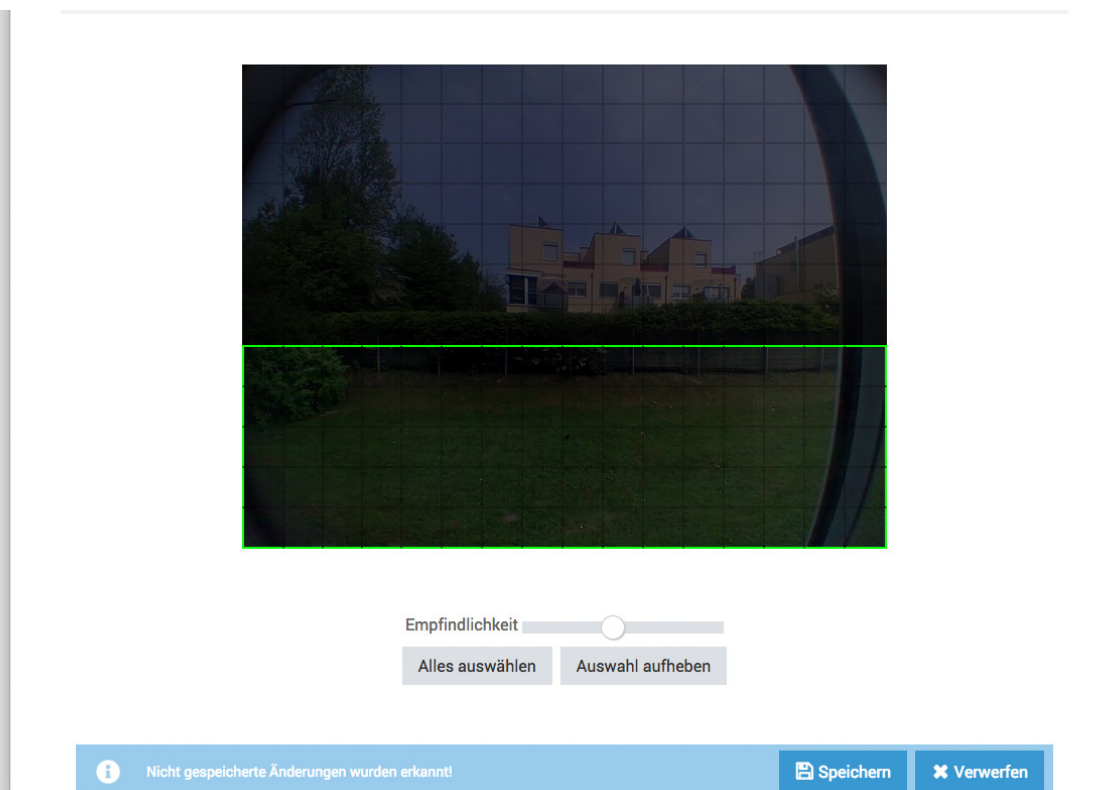 Empfindlichkeit
Alles auswählen Auswahl aufheben
Nicht gespeicherte Änderungen wurden erkannt! Speichern Verwerfen